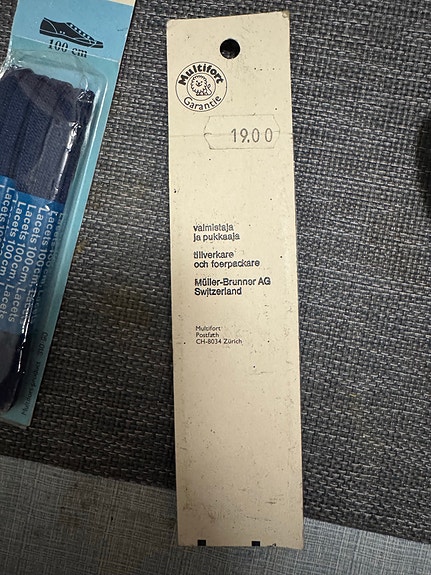 100 cm
Lacets 100 cm, Lacets
Lacets 100 cm, Lacets
Lacets 100 cm, Lacets
Multifort
Garantie
19.00
valmistaja
ja pukkaaja
tillverkare
och foerpackare
Müller-Brunner AG
Switzerland
Multifort
Postfach
CH-8034 Zürich